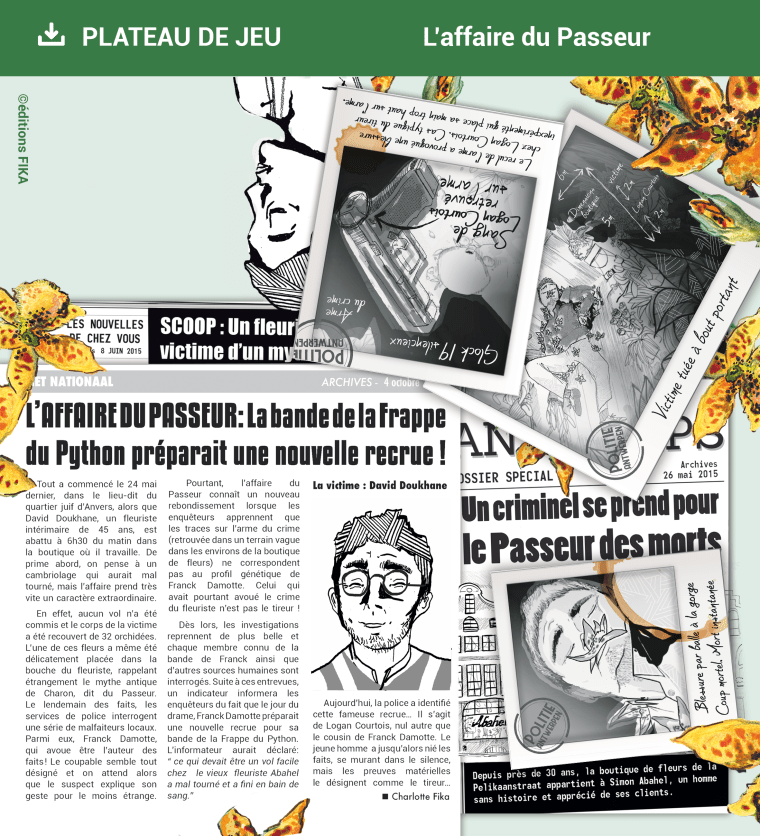 PLATEAU DE JEU
L'affaire du Passeur
©éditions FIKA
Le recul de l'arme a provoqué une blessure
chez Logan Courtois. Cas typique du tireur
inexpérimenté qui place sa main trop haut sur l'arme.
Sang de
Logan Courtois
retrouvé
sur l'arme
Arme
du crime
Glock 19 + silencieux
POLITIE
ANTWERPEN
6m
Dimension
boutique
5m
victime
2m
Logan Courtois
2m
Victime tuée à bout portant
POLITIE
ANTWERPEN
LES NOUVELLES
DE CHEZ VOUS
8 JUIN 2015
SCOOP : Un fleur
victime d'un my
ET NATIONAAL
ARCHIVES - 4 octobre
L'AFFAIRE DU PASSEUR : La bande de la Frappe
du Python préparait une nouvelle recrue !
Tout a commencé le 24 mai
dernier, dans le lieu-dit du
quartier juif d'Anvers, alors que
David Doukhane, un fleuriste
intérimaire de 45 ans, est
abattu à 6h30 du matin dans
la boutique où il travaille. De
prime abord, on pense à un
cambriolage qui aurait mal
tourné, mais l'affaire prend très
vite un caractère extraordinaire.
En effet, aucun vol n'a été
commis et le corps de la victime
a été recouvert de 32 orchidées.
L'une de ces fleurs a même été
délicatement placée dans la
bouche du fleuriste, rappelant
étrangement le mythe antique
de Charon, dit du Passeur.
Le lendemain des faits, les
services de police interrogent
une série de malfaiteurs locaux.
Parmi eux, Franck Damotte,
qui avoue être l'auteur des
faits ! Le coupable semble tout
désigné et on attend alors
que le suspect explique son
geste pour le moins étrange.
Pourtant, l'affaire du
Passeur connaît un nouveau
rebondissement lorsque les
enquêteurs apprennent que
les traces sur l'arme du crime
(retrouvée dans un terrain vague
dans les environs de la boutique
de fleurs) ne correspondent
pas au profil génétique de
Franck Damotte. Celui qui
avait pourtant avoué le crime
du fleuriste n'est pas le tireur !
Dès lors, les investigations
reprennent de plus belle et
chaque membre connu de la
bande de Franck ainsi que
d'autres sources humaines sont
interrogés. Suite à ces entrevues,
un indicateur informera les
enquêteurs du fait que le jour du
drame, Franck Damotte préparait
une nouvelle recrue pour sa
bande de la Frappe du Python.
L'informateur aurait déclaré:
“ ce qui devait être un vol facile
chez le vieux fleuriste Abahel
a mal tourné et a fini en bain de
sang.”
La victime : David Doukhane
Aujourd'hui, la police a identifié
cette fameuse recrue... Il s'agit
de Logan Courtois, nul autre que
le cousin de Franck Damotte. Le
jeune homme a jusqu'alors nié les
faits, se murant dans le silence,
mais les preuves matérielles
le désignent comme le tireur...
■ Charlotte Fika
OSSIER SPECIAL
Archives
26 mai 2015
Un criminel se prend pour
le Passeur des morts
Abahel
Blessure par balle à la gorge
Coup mortel. Mort instantanée
POLITIE
ANTWERPEN
Depuis près de 30 ans, la boutique de fleurs de la
Pelikaanstraat appartient à Simon Abahel, un homme
sans histoire et apprécié de ses clients.